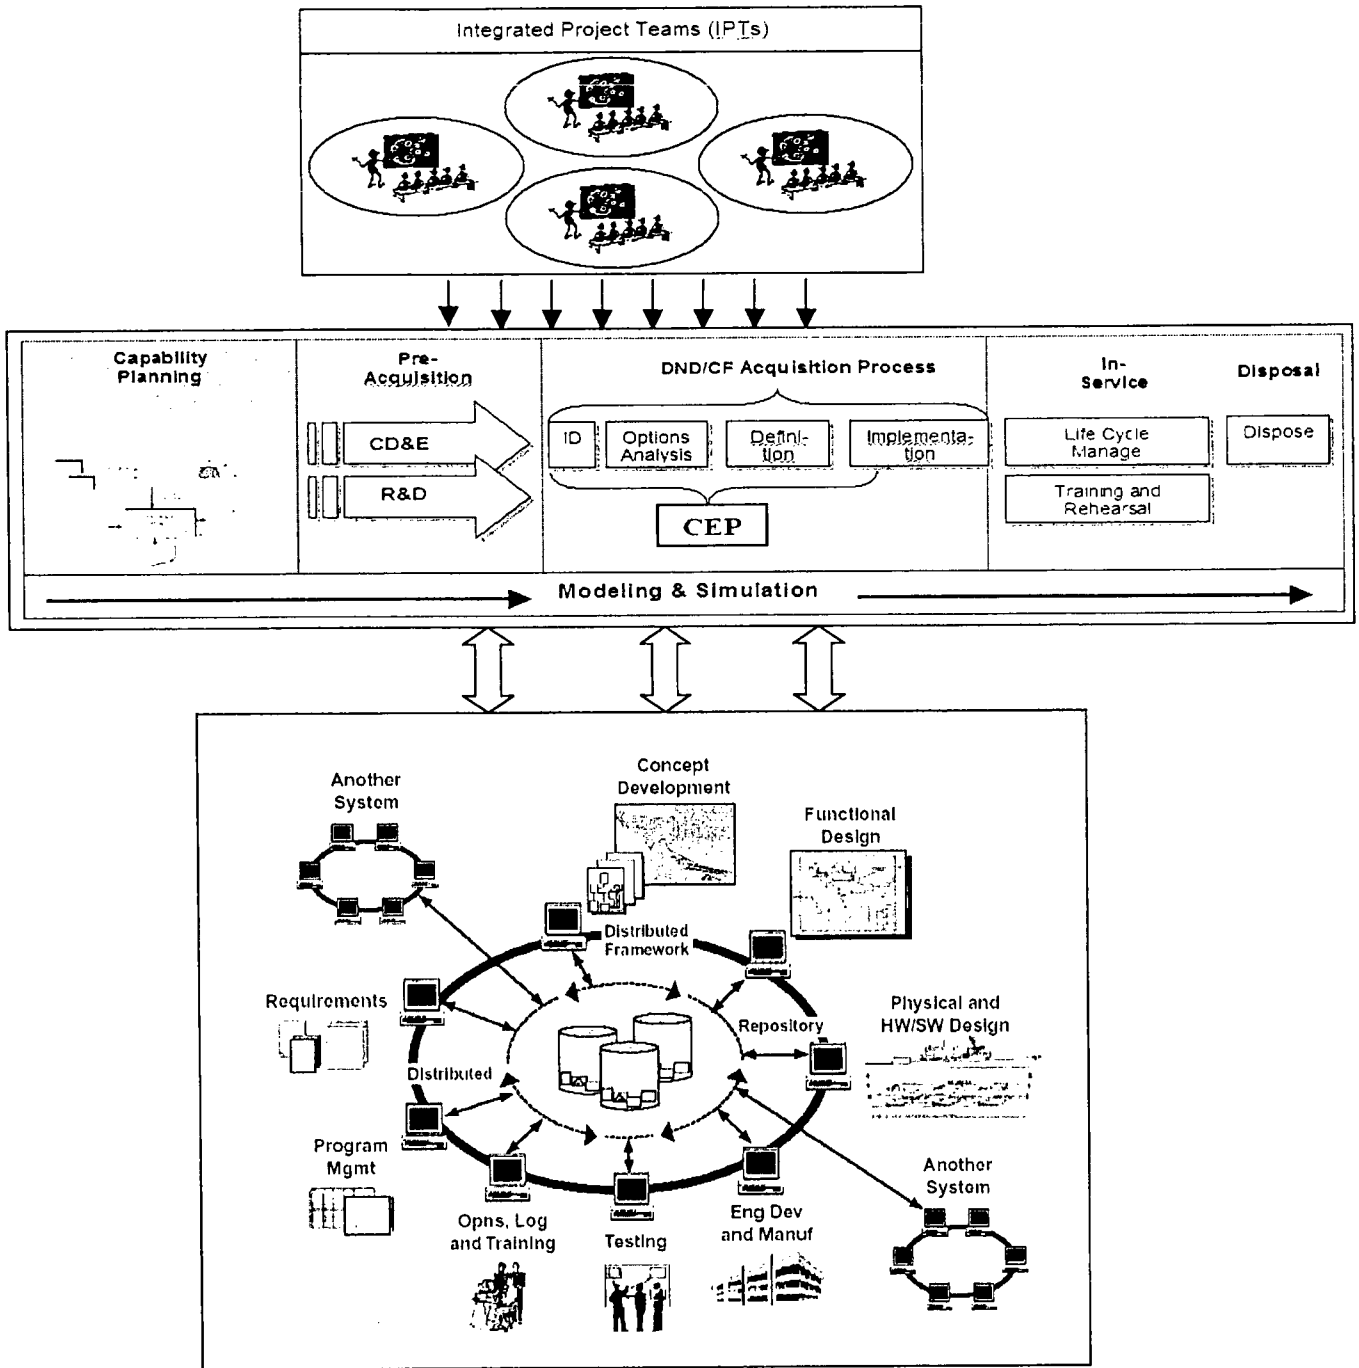 Integrated Project Teams (IPTs)
Capability
Planning
Pre-
Acquisition
CD&E
R&D
DND/CF Acquisition Process
ID
Options
Analysis
Defini-
tion
Implementa-
tion
CEP
In-
Service
Life Cycle
Manage
Training and
Rehearsal
Disposal
Dispose
Modeling & Simulation
Another
System
Concept
Development
Functional
Design
Distributed
Framework
Requirements
Repository
Physical and
HW/SW Design
Distributed
Program
Mgmt
Opns, Log
and Training
Testing
Eng Dev
and Manuf
Another
System